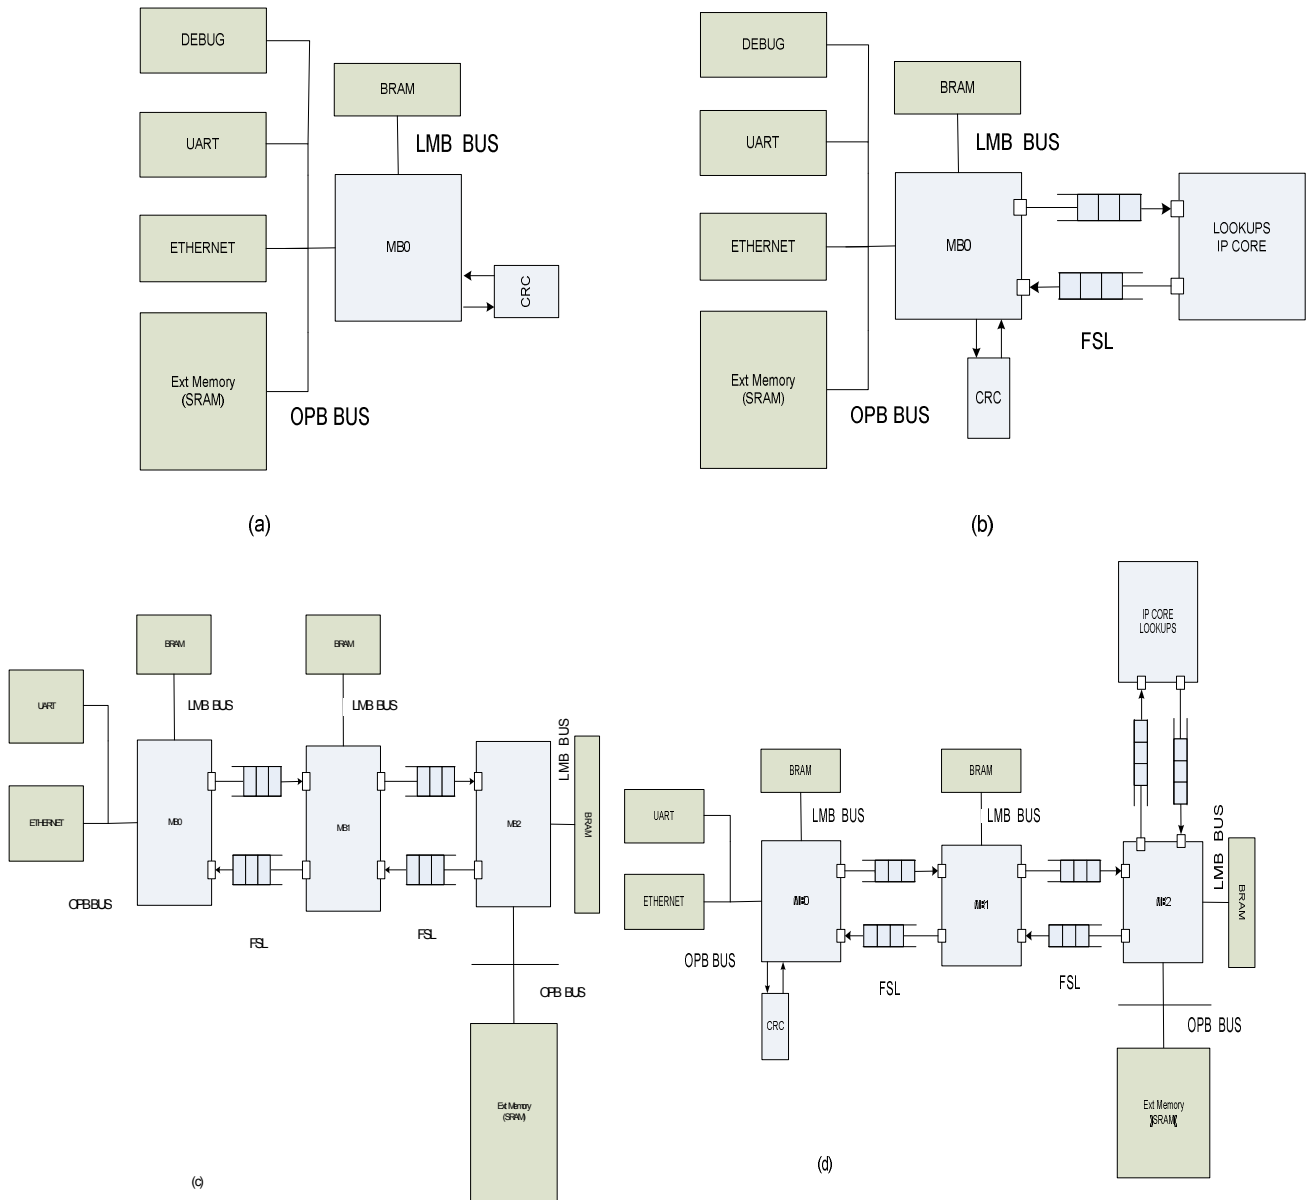 DEBUG
BRAM
UART
LMB BUS
ETHERNET
MB0
CRC
Ext Memory
(SRAM)
OPB BUS
(a)
DEBUG
BRAM
UART
LMB BUS
LOOKUPS
IP CORE
ETHERNET
MB0
FSL
Ext Memory
(SRAM)
CRC
OPB BUS
(b)
BRAM
BRAM
UART
LMB BUS
LMB BUS
LMB BUS
ETHERNET
MB0
MB1
MB2
BRAM
OPB BUS
FSL
FSL
OPB BUS
Ext Memory
(SRAM)
(c)
IP CORE
LOOKUPS
BRAM
BRAM
UART
LMB BUS
LMB BUS
LMB BUS
ETHERNET
BRAM
OPB BUS
FSL
FSL
CRC
OPB BUS
Ext Memory
(SRAM)
(d)